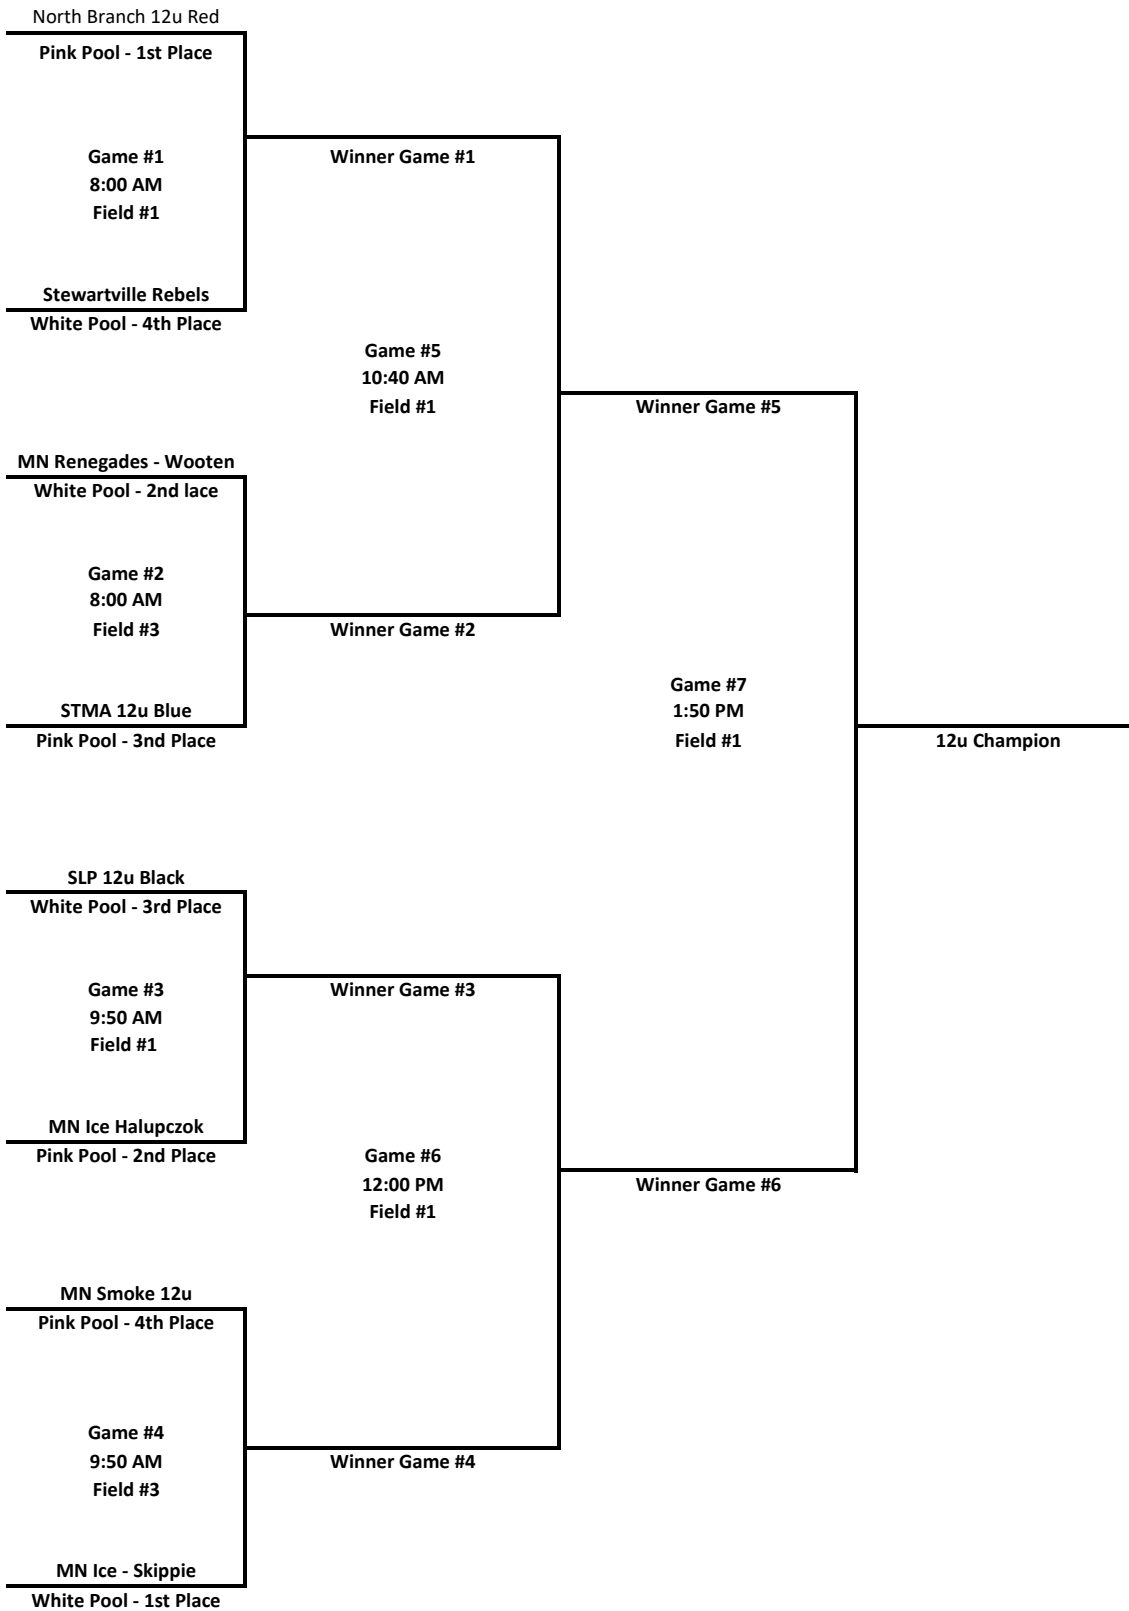 North Branch 12u Red
Pink Pool - 1st Place
Game #1
8:00 AM
Field #1
Winner Game #1
Stewartville Rebels
White Pool - 4th Place
Game #5
10:40 AM
Field #1
Winner Game #5
MN Renegades - Wooten
White Pool - 2nd lace
Game #2
8:00 AM
Field #3
Winner Game #2
STMA 12u Blue
Pink Pool - 3nd Place
Game #7
1:50 PM
Field #1
12u Champion
SLP 12u Black
White Pool - 3rd Place
Game #3
9:50 AM
Field #1
Winner Game #3
MN Ice Halupczok
Pink Pool - 2nd Place
Game #6
12:00 PM
Field #1
Winner Game #6
MN Smoke 12u
Pink Pool - 4th Place
Game #4
9:50 AM
Field #3
Winner Game #4
MN Ice - Skippie
White Pool - 1st Place